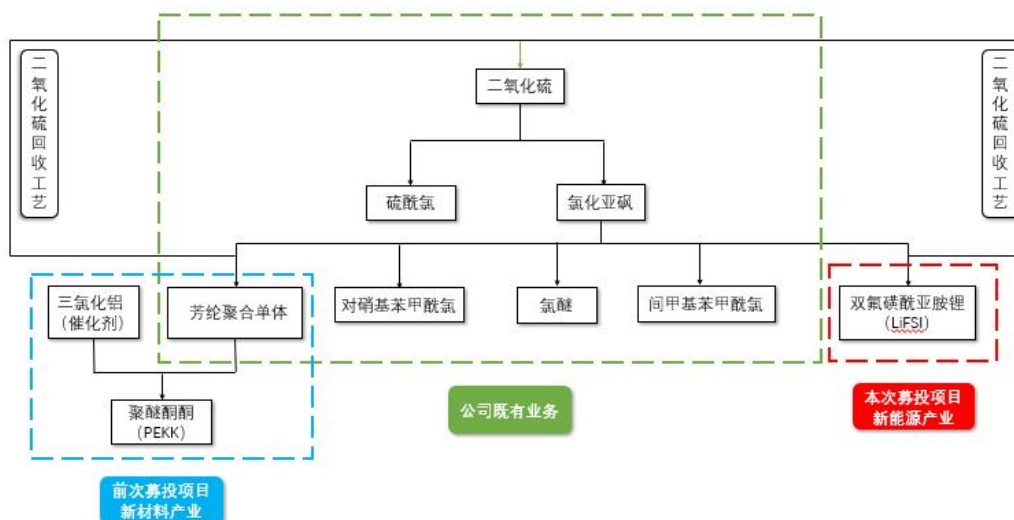 二氧化硫回收工艺
二氧化硫
二氧化硫回收工艺
硫酰氯
氯化亚砜
三氯化铝
（催化剂）
芳纶聚合单体
对硝基苯甲酰氯
氯醚
间甲基苯甲酰氯
双氟磺酰亚胺锂
（LiFSI）
聚醚酮酮
（PEKK）
公司既有业务
本次募投项目
新能源产业
前次募投项目
新材料产业